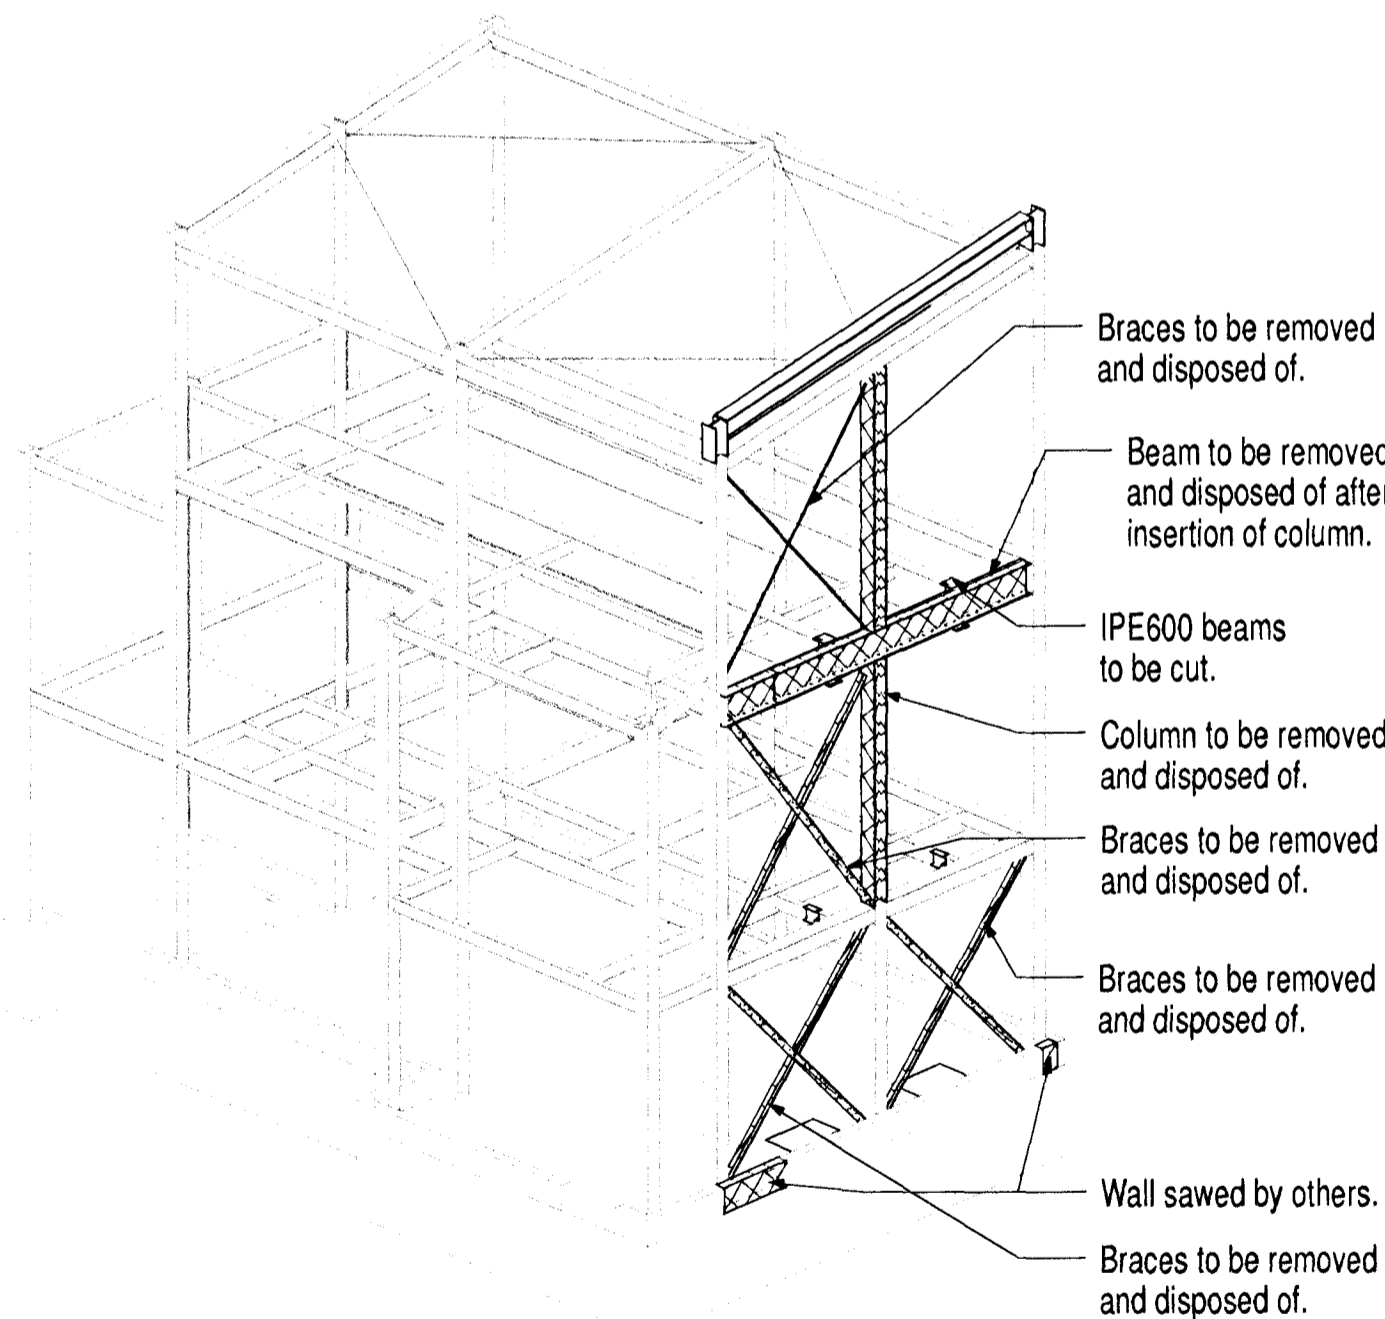 Braces to be removed
and disposed of.
Beam to be removed
and disposed of after
insertion of column.
IPE600 beams
to be cut.
Column to be removed
and disposed of.
Braces to be removed
and disposed of.
Braces to be removed
and disposed of.
Wall sawed by others.
Braces to be removed
and disposed of.